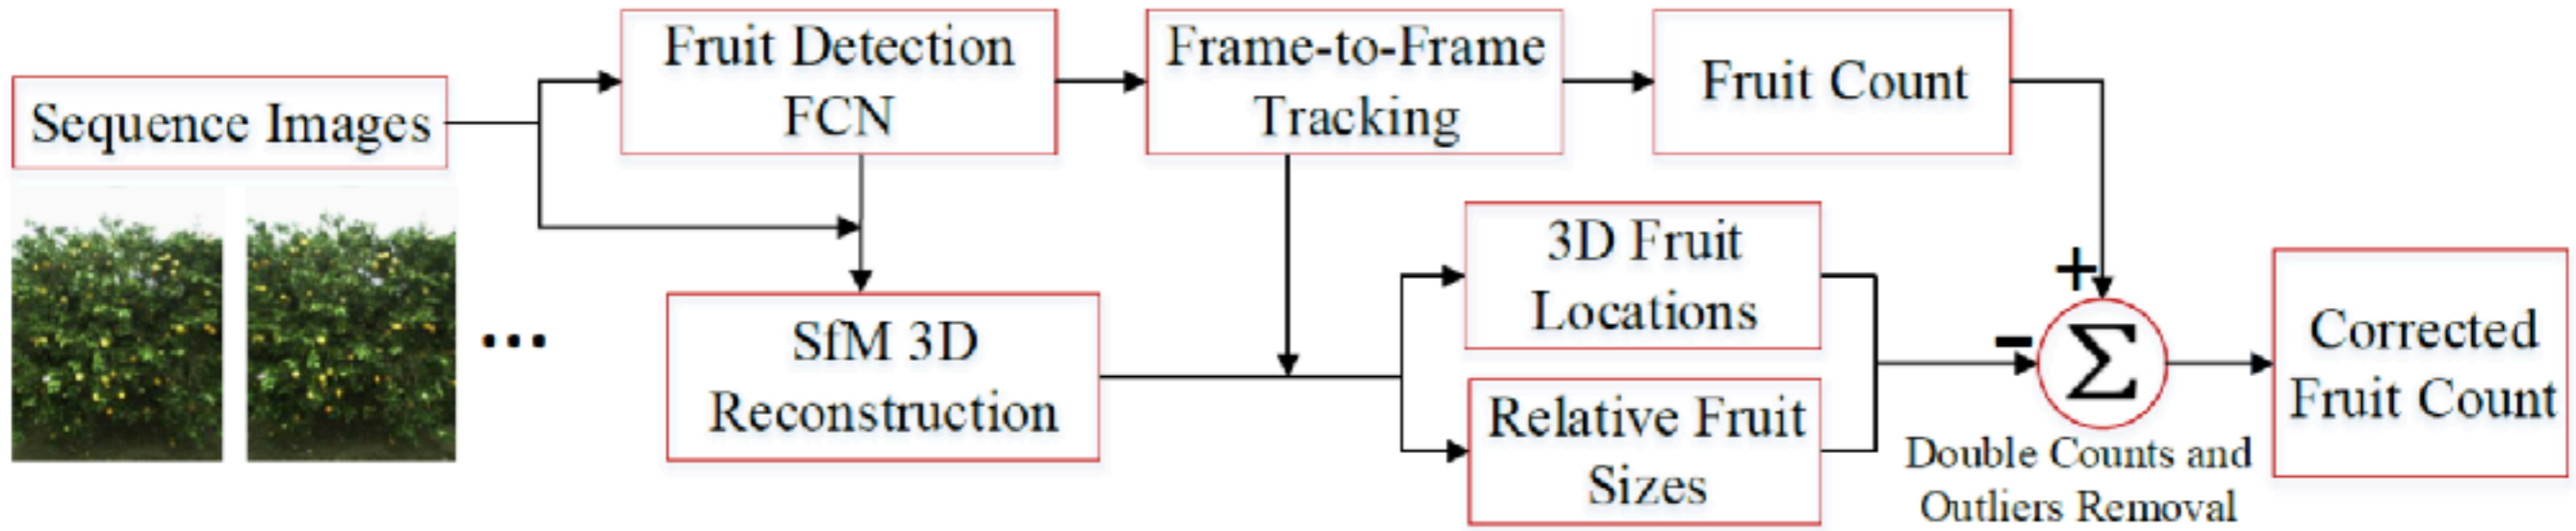 Sequence Images
Fruit Detection
FCN
Frame-to-Frame
Tracking
Fruit Count
SfM 3D
Reconstruction
3D Fruit
Locations
Relative Fruit
Sizes
+
-
Σ
Double Counts and
Outliers Removal
Corrected
Fruit Count
...